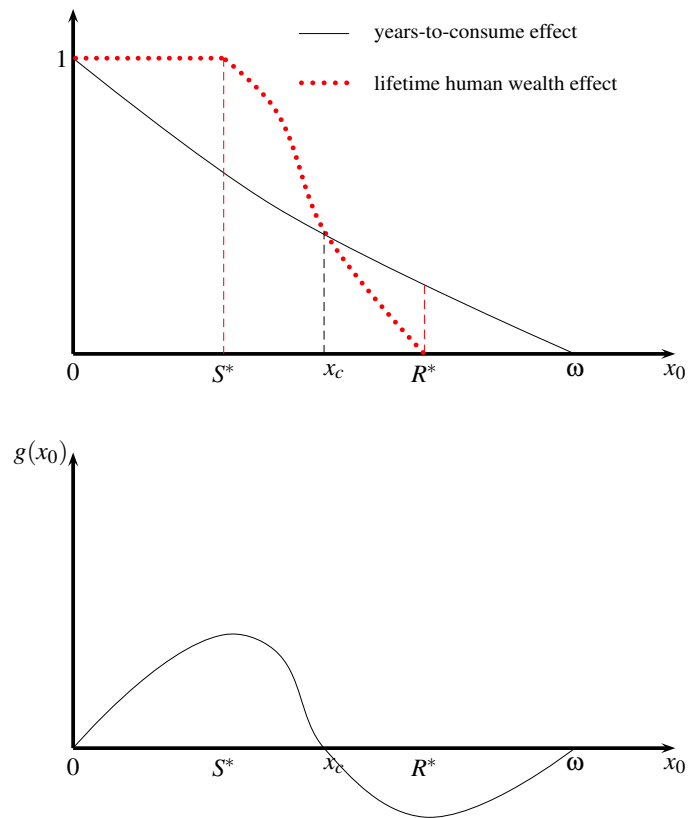 years-to-consume effect
1
lifetime human wealth effect
0 S* x_c R* ω x_0
g(x_0)
0 S* x_c R* ω x_0